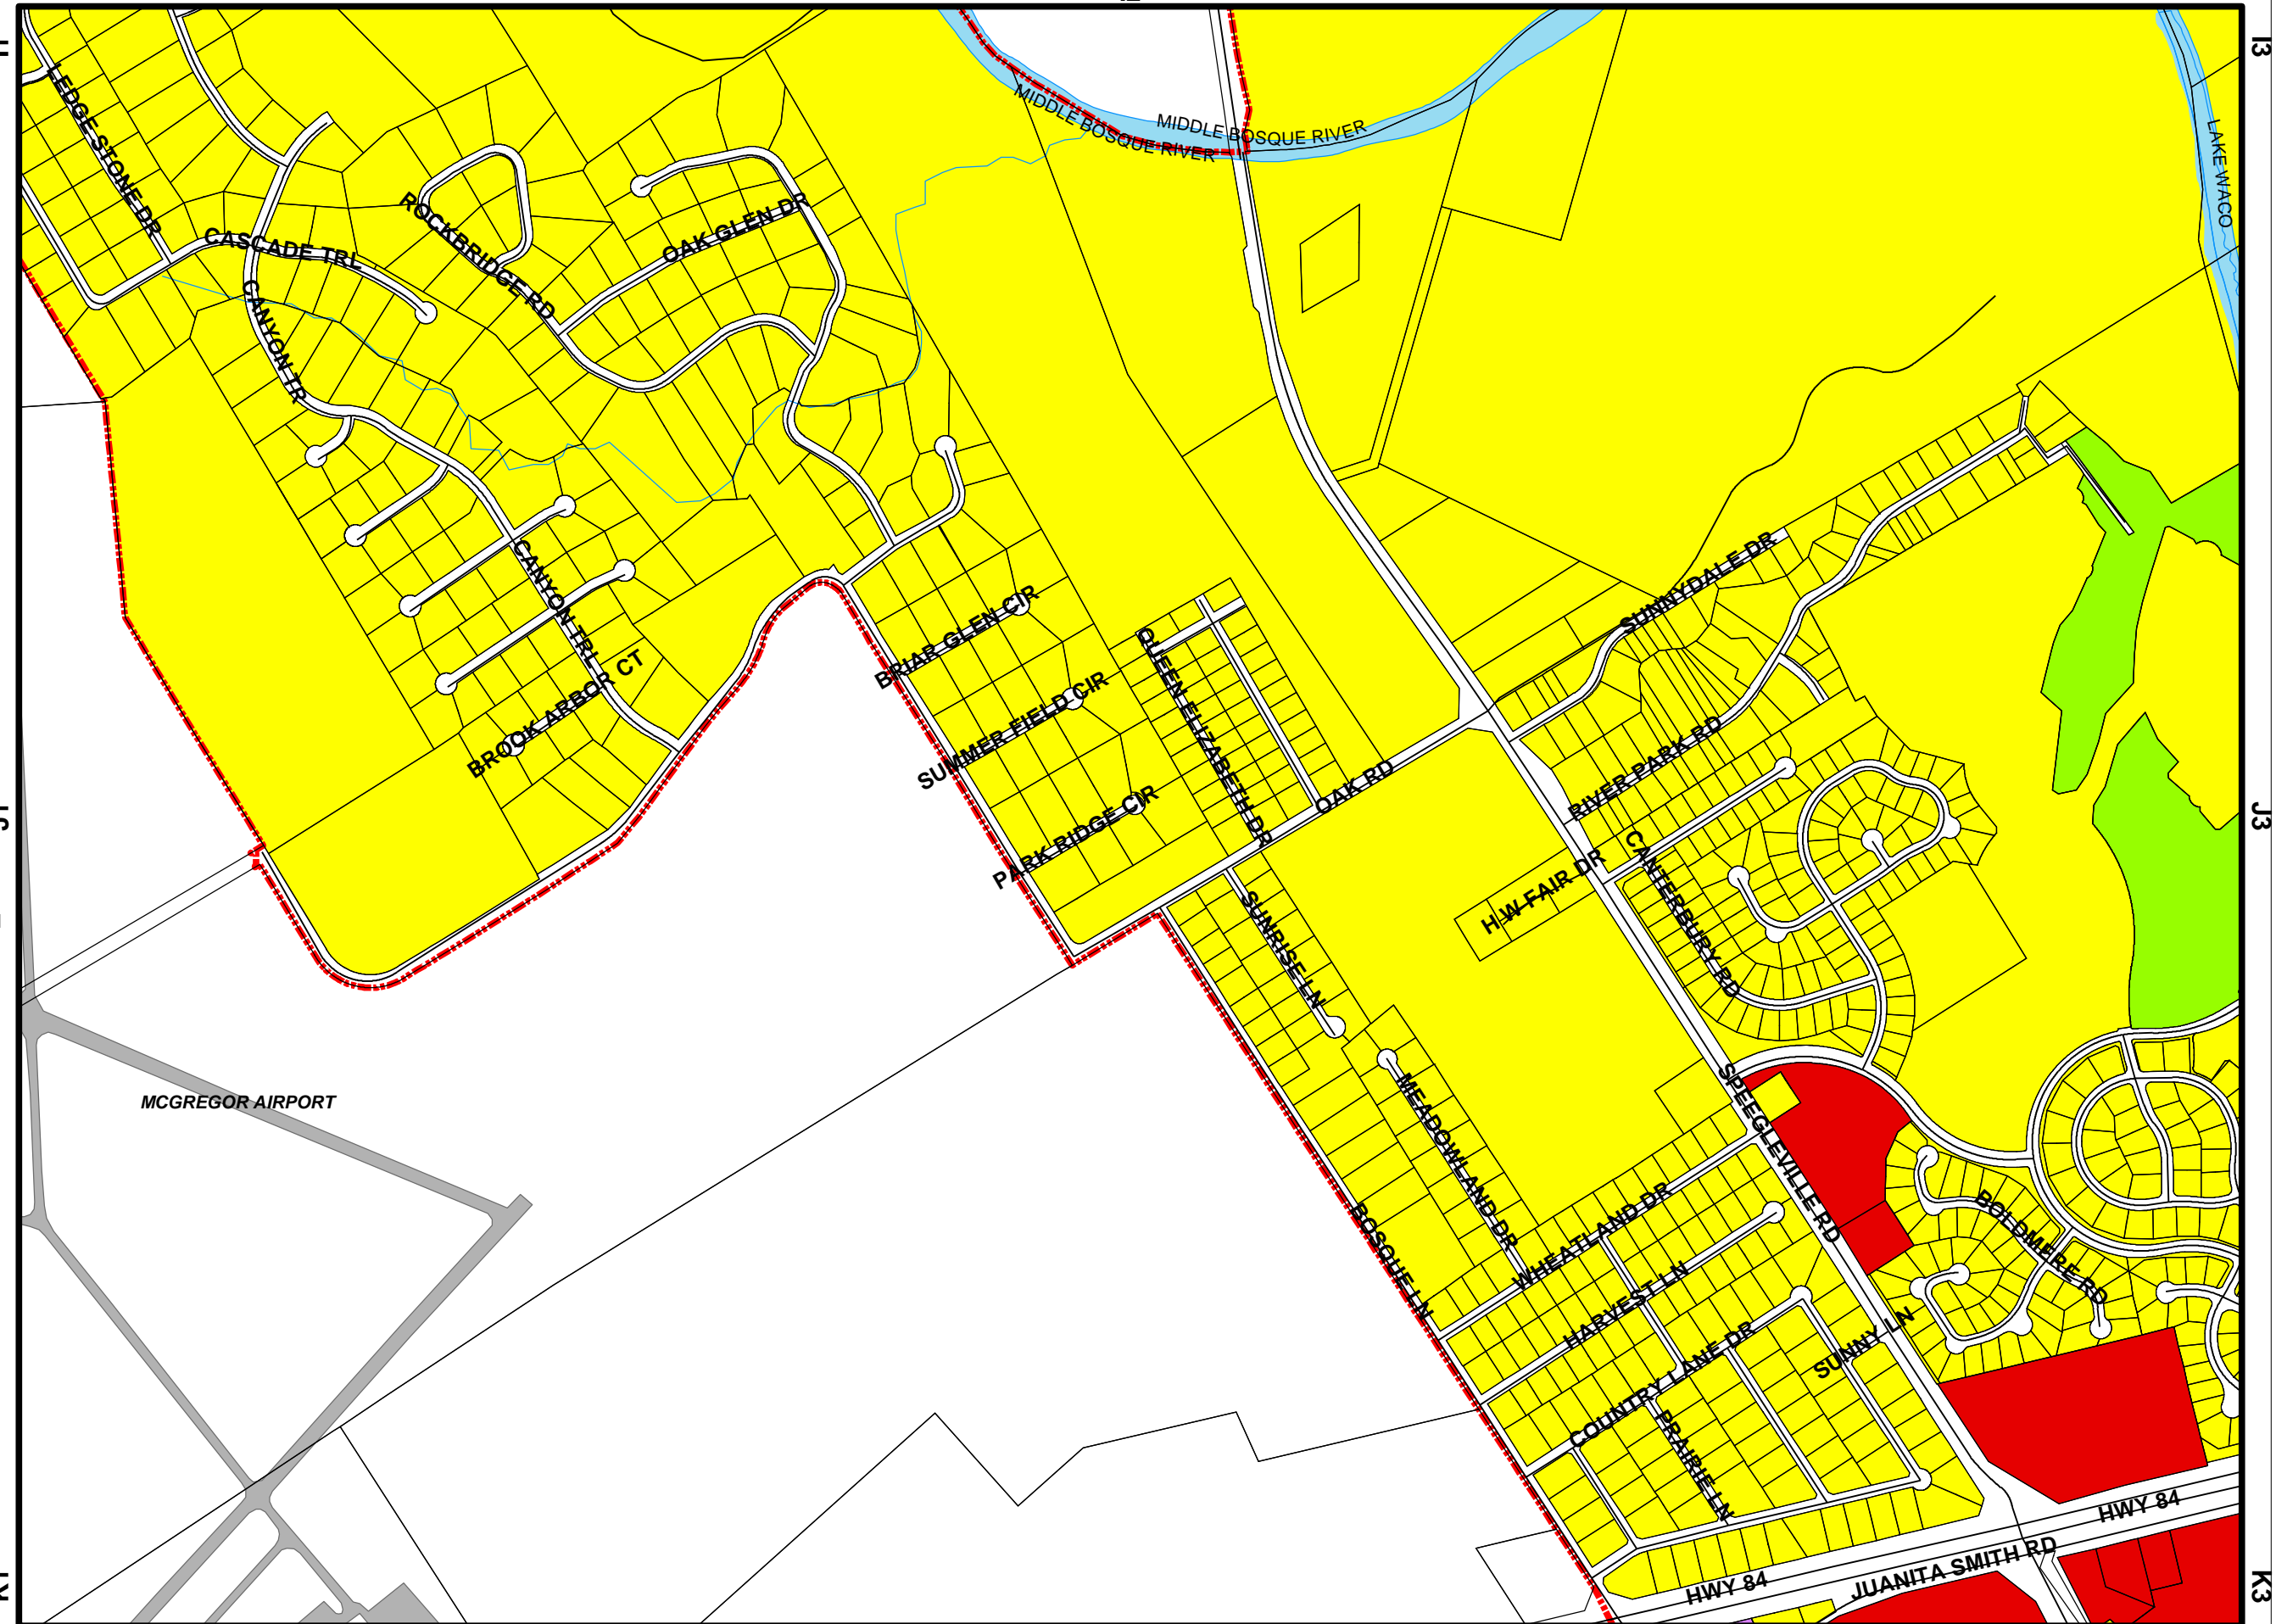 I3
LEDGE STONE DR
MIDDLE BOSQUE RIVER
MIDDLE BOSQUE RIVER
LAKE WACO
ROCKBRIDGE RD
OAK GLEN DR
CASCADE TRL
CANYON TR
CANYON TRL
SUNNYDALE DR
BRIAR GLEN CIR
QUEEN ELIZABETH DR
BROOK ARBOR CT
SUMMER FIELD CIR
RIVER PARK RD
OAK RD
PARK RIDGE CIR
J3
CANTERBURY RD
H W FAIR DR
SUNRISE LN
MCGREGOR AIRPORT
MEADOWLAND DR
SPEEGLEVILLE RD
BOSQUE LN
WHEATLAND DR
BOLOMERE RD
HARVEST LN
COUNTRY LANE DR
SUNNY LN
PRAIRIE LN
HWY 84
JUANITA SMITH RD
HWY 84
K3